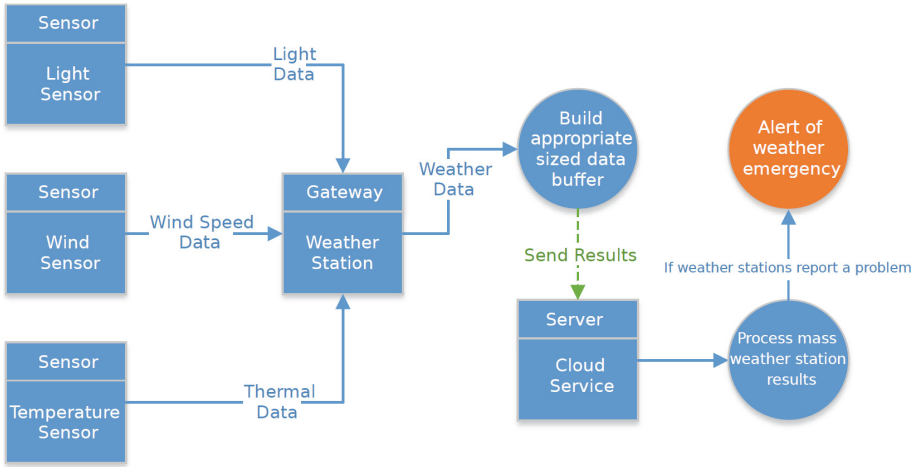 Sensor
Light
Sensor
Light
Data
Sensor
Wind
Sensor
Wind Speed
Data
Sensor
Temperature
Sensor
Thermal
Data
Gateway
Weather
Station
Weather
Data
Build
appropriate
sized data
buffer
Send Results
Server
Cloud
Service
Process mass
weather station
results
If weather stations report a problem
Alert of
weather
emergency